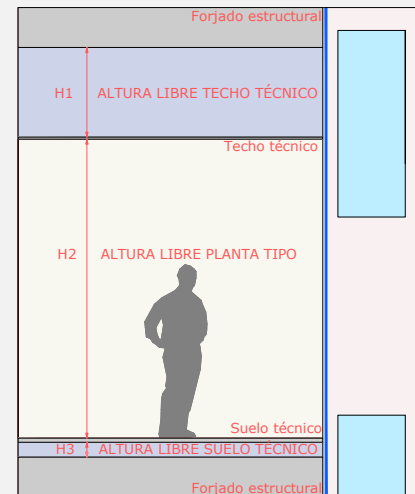 Forjado estructural
H1 ALTURA LIBRE TECHO TÉCNICO
Techo técnico
H2 ALTURA LIBRE PLANTA TIPO
Suelo técnico
H3 ALTURA LIBRE SUELO TÉCNICO
Forjado estructural